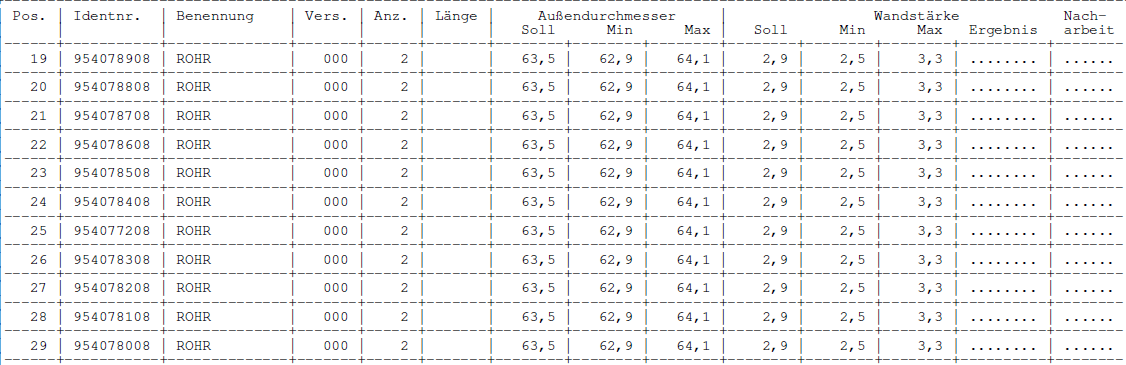 Pos. | Identnr. | Benennung | Vers. | Anz. | Länge | Außendurchmesser | Wandstärke Nach-
Soll Min Max | Soll Min Max Ergebnis arbeit
19 | 954078908 | ROHR | 000 | 2 | | 63,5 | 62,9 | 64,1 | 2,9 | 2,5 | 3,3 | ........ | ......
20 | 954078808 | ROHR | 000 | 2 | | 63,5 | 62,9 | 64,1 | 2,9 | 2,5 | 3,3 | ........ | ......
21 | 954078708 | ROHR | 000 | 2 | | 63,5 | 62,9 | 64,1 | 2,9 | 2,5 | 3,3 | ........ | ......
22 | 954078608 | ROHR | 000 | 2 | | 63,5 | 62,9 | 64,1 | 2,9 | 2,5 | 3,3 | ........ | ......
23 | 954078508 | ROHR | 000 | 2 | | 63,5 | 62,9 | 64,1 | 2,9 | 2,5 | 3,3 | ........ | ......
24 | 954078408 | ROHR | 000 | 2 | | 63,5 | 62,9 | 64,1 | 2,9 | 2,5 | 3,3 | ........ | ......
25 | 954077208 | ROHR | 000 | 2 | | 63,5 | 62,9 | 64,1 | 2,9 | 2,5 | 3,3 | ........ | ......
26 | 954078308 | ROHR | 000 | 2 | | 63,5 | 62,9 | 64,1 | 2,9 | 2,5 | 3,3 | ........ | ......
27 | 954078208 | ROHR | 000 | 2 | | 63,5 | 62,9 | 64,1 | 2,9 | 2,5 | 3,3 | ........ | ......
28 | 954078108 | ROHR | 000 | 2 | | 63,5 | 62,9 | 64,1 | 2,9 | 2,5 | 3,3 | ........ | ......
29 | 954078008 | ROHR | 000 | 2 | | 63,5 | 62,9 | 64,1 | 2,9 | 2,5 | 3,3 | ........ | ......